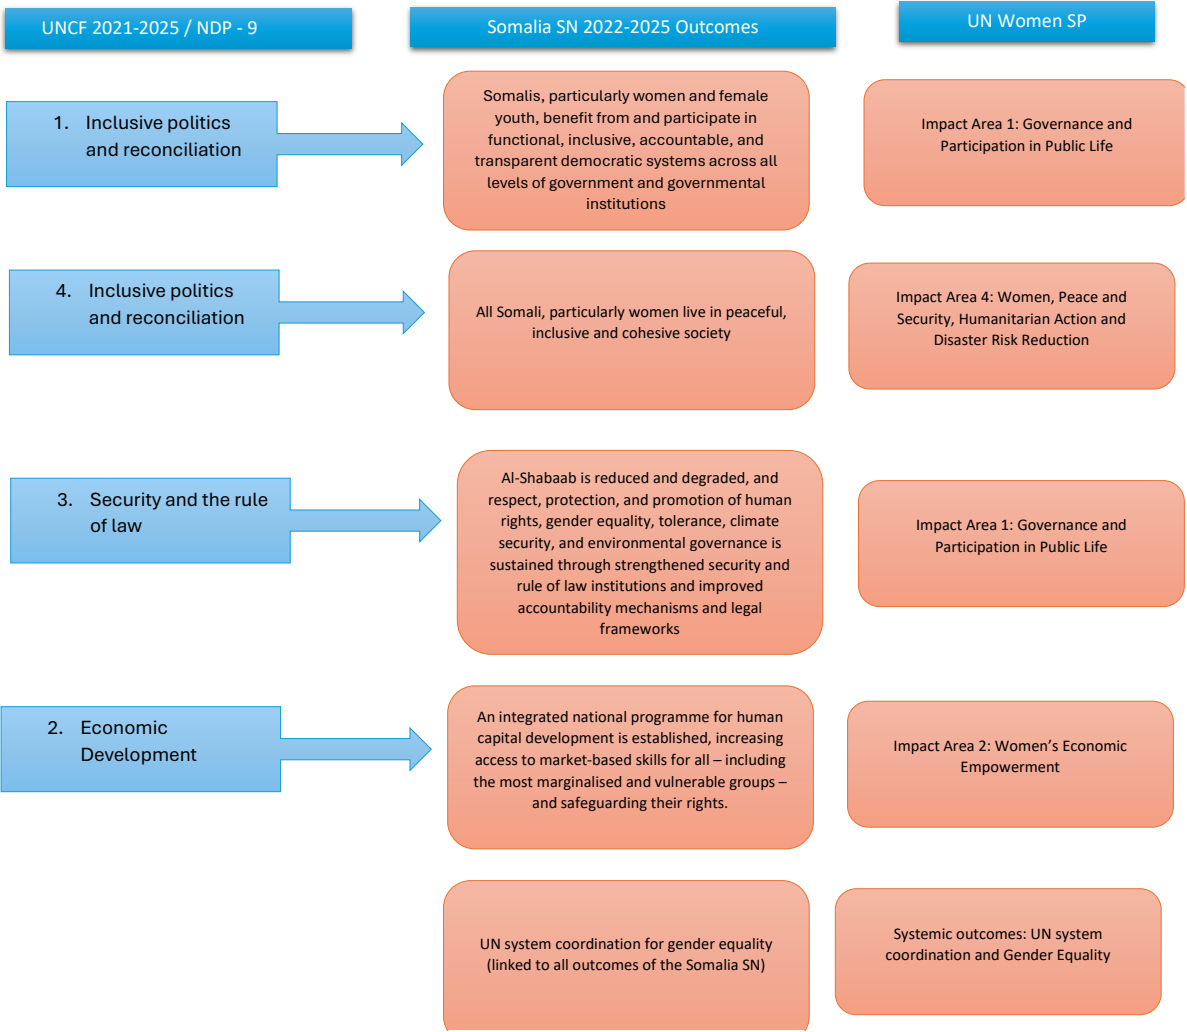 UNCF 2021-2025 / NDP - 9
Somalia SN 2022-2025 Outcomes
UN Women SP
1. Inclusive politics
and reconciliation
Somalis, particularly women and female
youth, benefit from and participate in
functional, inclusive, accountable, and
transparent democratic systems across all
levels of government and governmental
institutions
Impact Area 1: Governance and
Participation in Public Life
4. Inclusive politics
and reconciliation
All Somali, particularly women live in peaceful,
inclusive and cohesive society
Impact Area 4: Women, Peace and
Security, Humanitarian Action and
Disaster Risk Reduction
3. Security and the rule
of law
Al-Shabaab is reduced and degraded, and
respect, protection, and promotion of human
rights, gender equality, tolerance, climate
security, and environmental governance is
sustained through strengthened security and
rule of law institutions and improved
accountability mechanisms and legal
frameworks
Impact Area 1: Governance and
Participation in Public Life
2. Economic
Development
An integrated national programme for human
capital development is established, increasing
access to market-based skills for all – including
the most marginalised and vulnerable groups –
and safeguarding their rights.
Impact Area 2: Women’s Economic
Empowerment
UN system coordination for gender equality
(linked to all outcomes of the Somalia SN)
Systemic outcomes: UN system
coordination and Gender Equality